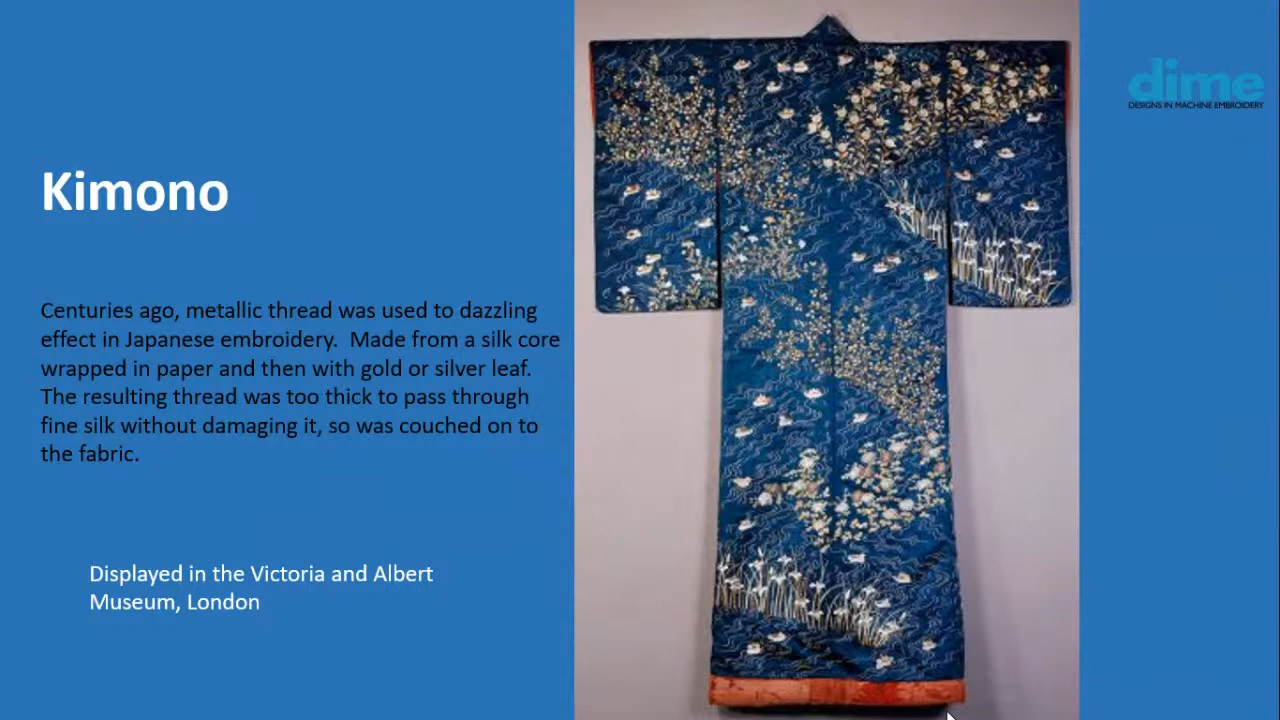 dime
DESIGNS IN MACHINE EMBROIDERY
Kimono
Centuries ago, metallic thread was used to dazzling
effect in Japanese embroidery.  Made from a silk core
wrapped in paper and then with gold or silver leaf.
The resulting thread was too thick to pass through
fine silk without damaging it, so was couched on to
the fabric.
Displayed in the Victoria and Albert
Museum, London